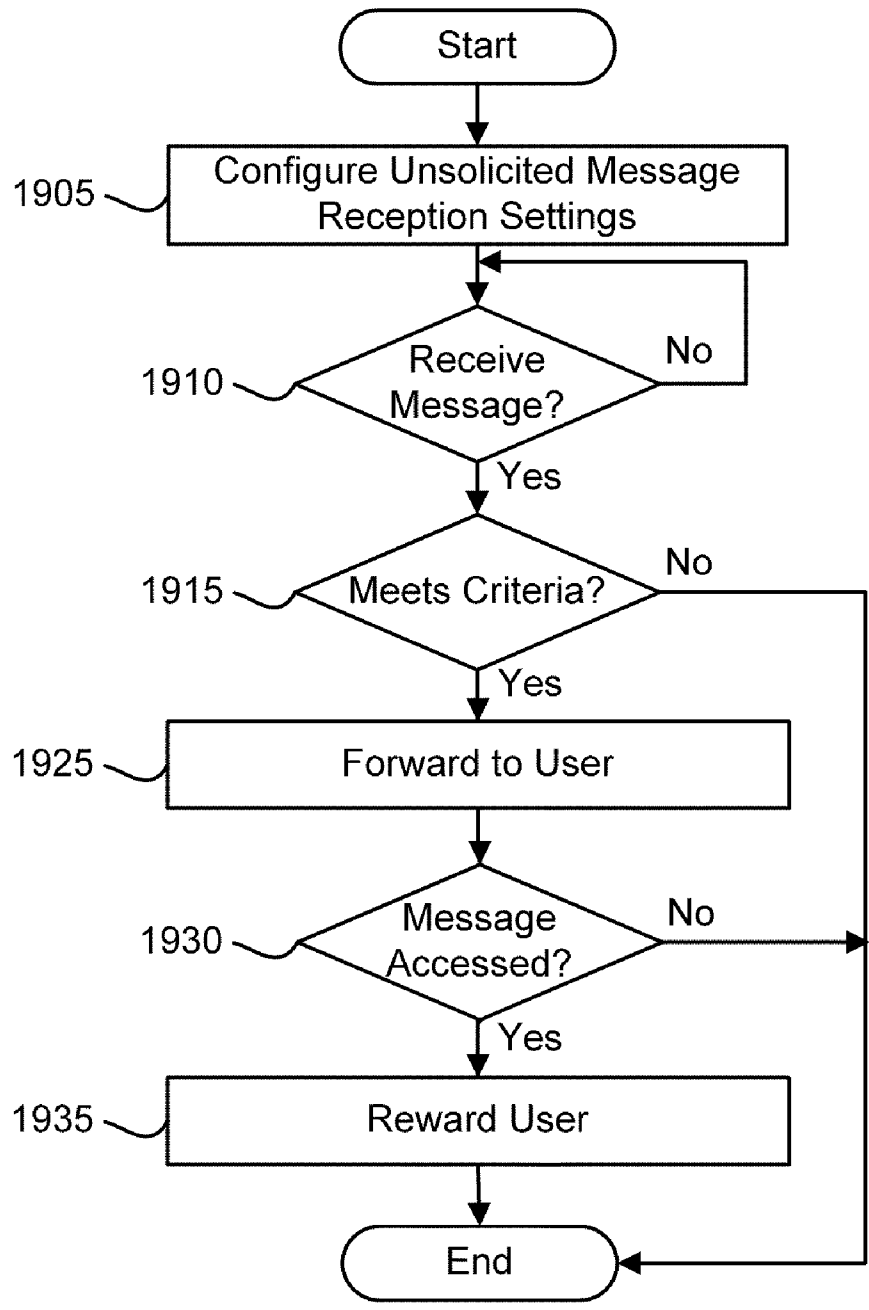 Start
1905
Configure Unsolicited Message
Reception Settings
1910
Receive
Message?
No
Yes
1915
Meets Criteria?
No
Yes
1925
Forward to User
1930
Message
Accessed?
No
Yes
1935
Reward User
End